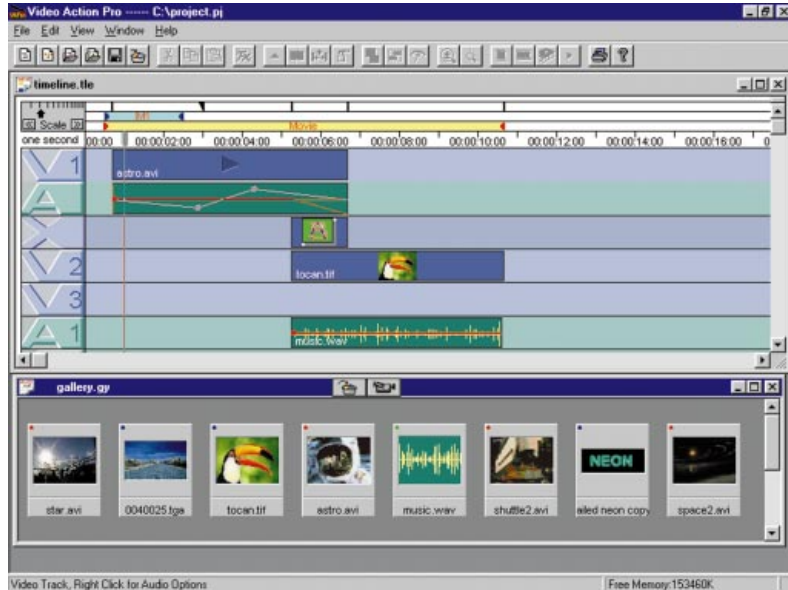 Video Action Pro ------ C:\project.pj
File Edit View Window Help
timeline.tle
Scale
Movie
one second 00:00 00:00:02:00 00:00:04:00 00:00:06:00 00:00:08:00 00:00:10:00 00:00:12:00 00:00:14:00 00:00:16:00 0
V 1
astro.avi
A
V 2
tocan.tif
V 3
A 1
music.wav
gallery.gy
NEON
star.avi 0040025.tga tocan.tif astro.avi music.wav shuttle2.avi ailed neon copy space2.avi
Video Track, Right Click for Audio Options
Free Memory:153460K